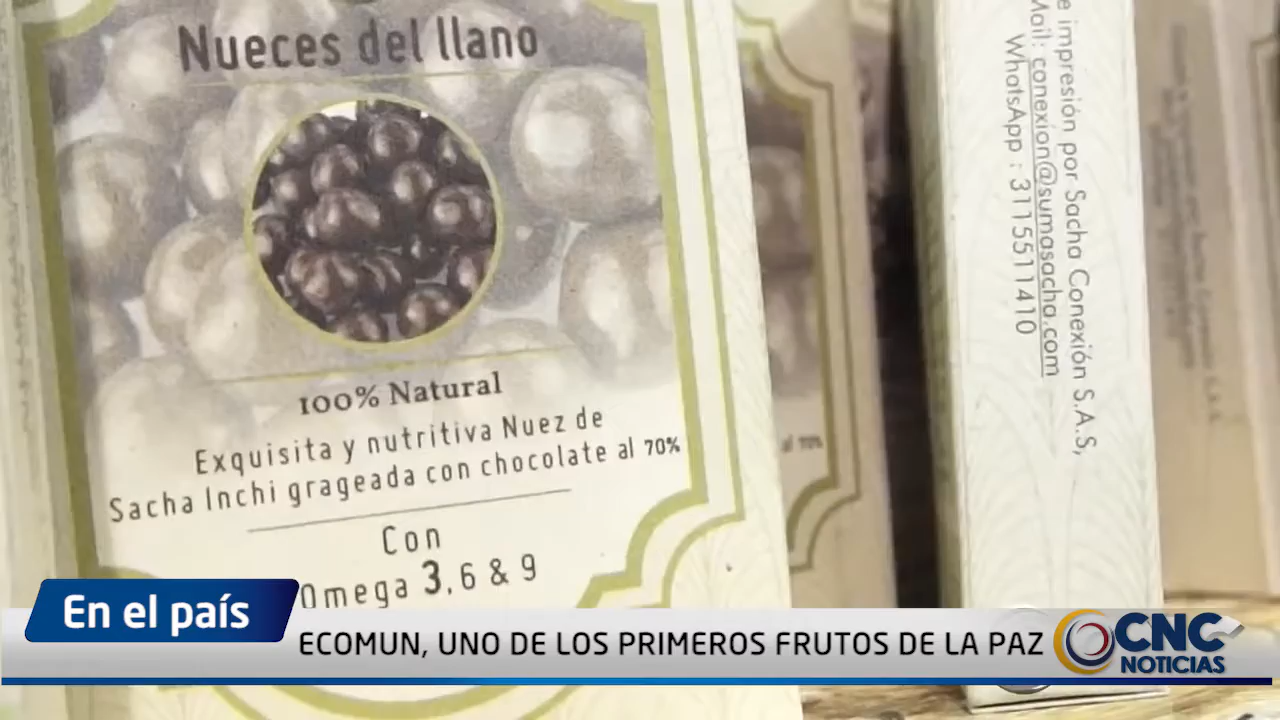 Nueces del llano
100% Natural
Exquisita y nutritiva Nuez de
Sacha Inchi grageada con chocolate al 70%
Con
Omega 3, 6 & 9
al 70%
e impresión por Sacha Conexión S.A.S,
Mail: conexion@sumasacha.com
WhatsApp : 3115511410
En el país
ECOMUN, UNO DE LOS PRIMEROS FRUTOS DE LA PAZ
CNC
NOTICIAS